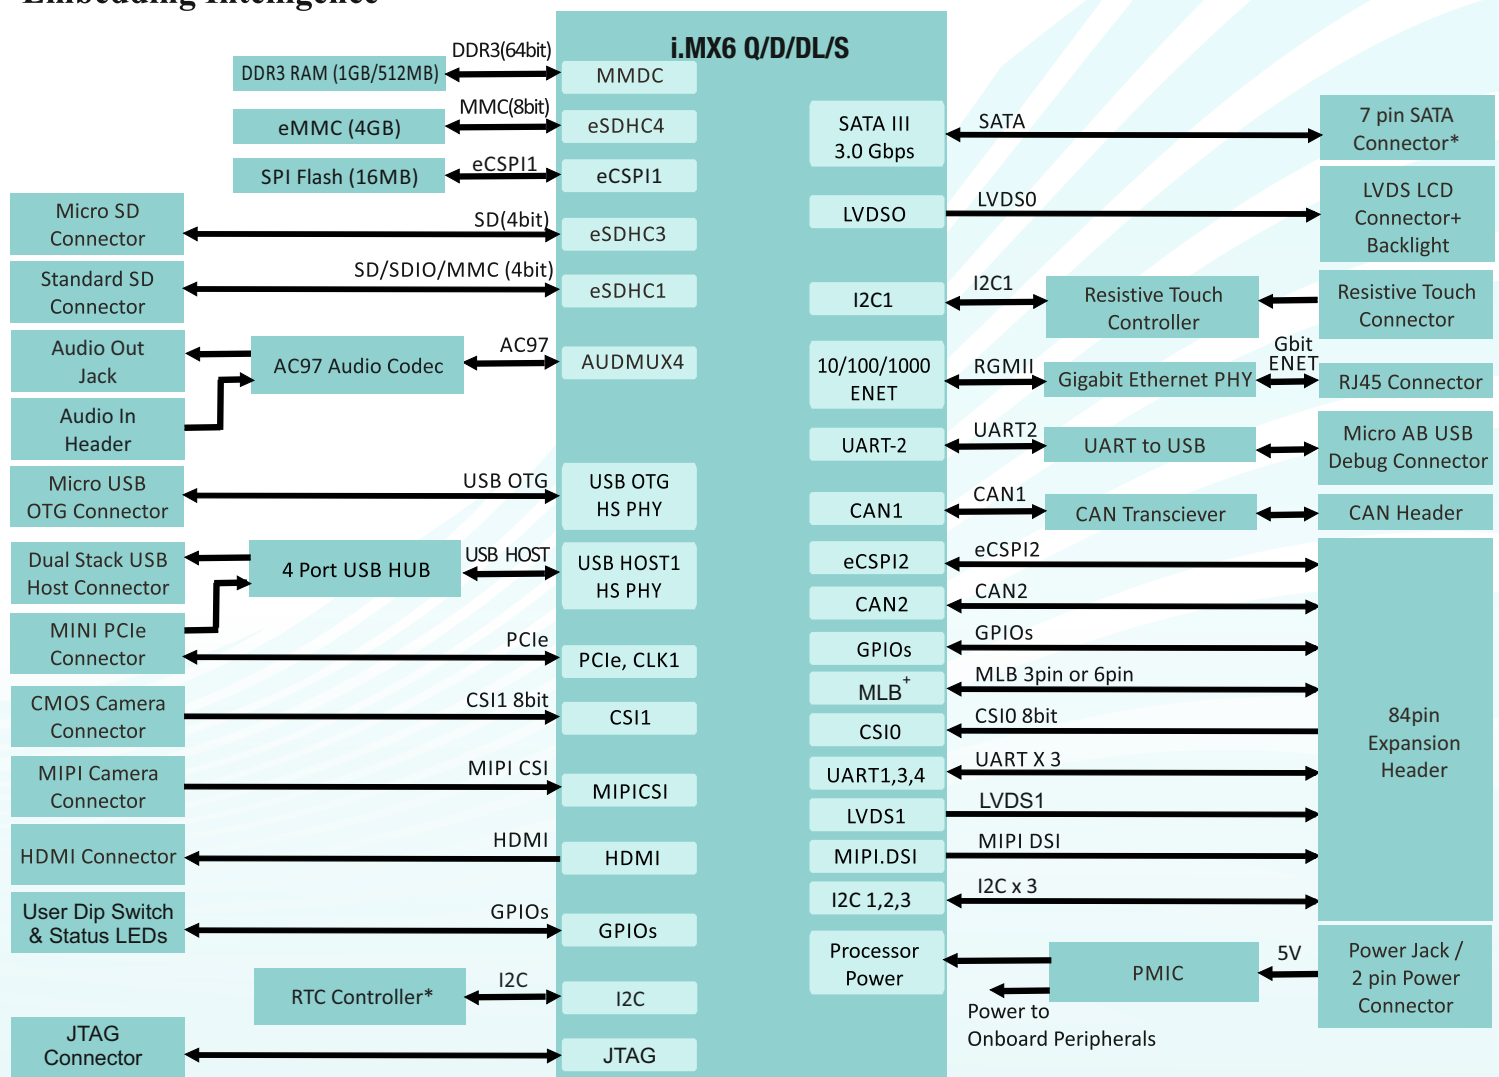 Embedding Intelligence
i.MX6 Q/D/DL/S
DDR3 RAM (1GB/512MB)
DDR3(64bit)
MMDC
eMMC (4GB)
MMC(8bit)
eSDHC4
SPI Flash (16MB)
eCSPI1
eCSPI1
Micro SD
Connector
SD(4bit)
eSDHC3
Standard SD
Connector
SD/SDIO/MMC (4bit)
eSDHC1
Audio Out
Jack
AC97 Audio Codec
AC97
AUDMUX4
Audio In
Header
Micro USB
OTG Connector
USB OTG
USB OTG
HS PHY
Dual Stack USB
Host Connector
4 Port USB HUB
USB HOST
USB HOST1
HS PHY
MINI PCIe
Connector
PCIe
PCIe, CLK1
CMOS Camera
Connector
CSI1 8bit
CSI1
MIPI Camera
Connector
MIPI CSI
MIPICSI
HDMI Connector
HDMI
HDMI
User Dip Switch
& Status LEDs
GPIOs
GPIOs
RTC Controller*
I2C
I2C
JTAG
Connector
JTAG
SATA III
3.0 Gbps
SATA
7 pin SATA
Connector*
LVDSO
LVDS0
LVDS LCD
Connector+
Backlight
I2C1
I2C1
Resistive Touch
Controller
Resistive Touch
Connector
10/100/1000
ENET
RGMII
Gigabit Ethernet PHY
Gbit
ENET
RJ45 Connector
UART-2
UART2
UART to USB
Micro AB USB
Debug Connector
CAN1
CAN1
CAN Transciever
CAN Header
eCSPI2
eCSPI2
CAN2
CAN2
GPIOs
GPIOs
MLB+
MLB 3pin or 6pin
CSI0
CSI0 8bit
UART1,3,4
UART X 3
LVDS1
LVDS1
MIPI.DSI
MIPI DSI
I2C 1,2,3
I2C x 3
84pin
Expansion
Header
Processor
Power
PMIC
5V
Power Jack /
2 pin Power
Connector
Power to
Onboard Peripherals